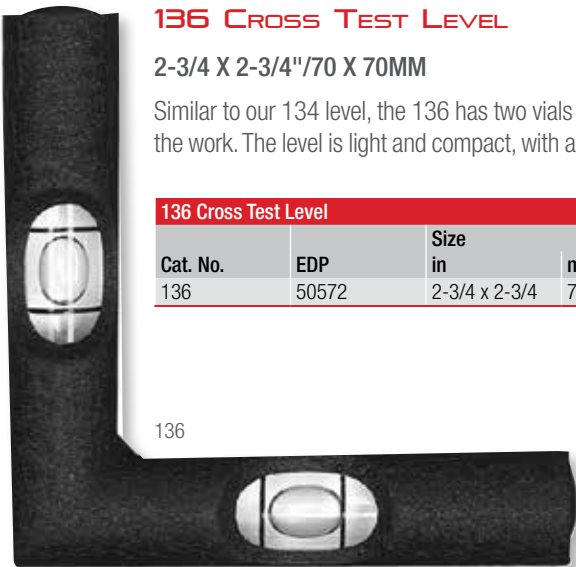 136 Cross Test Level
2-3/4 X 2-3/4"/70 X 70MM
Similar to our 134 level, the 136 has two vials
the work. The level is light and compact, with a
136 Cross Test Level
Size
Cat. No. EDP in
136 50572 2-3/4 x 2-3/4 7
136